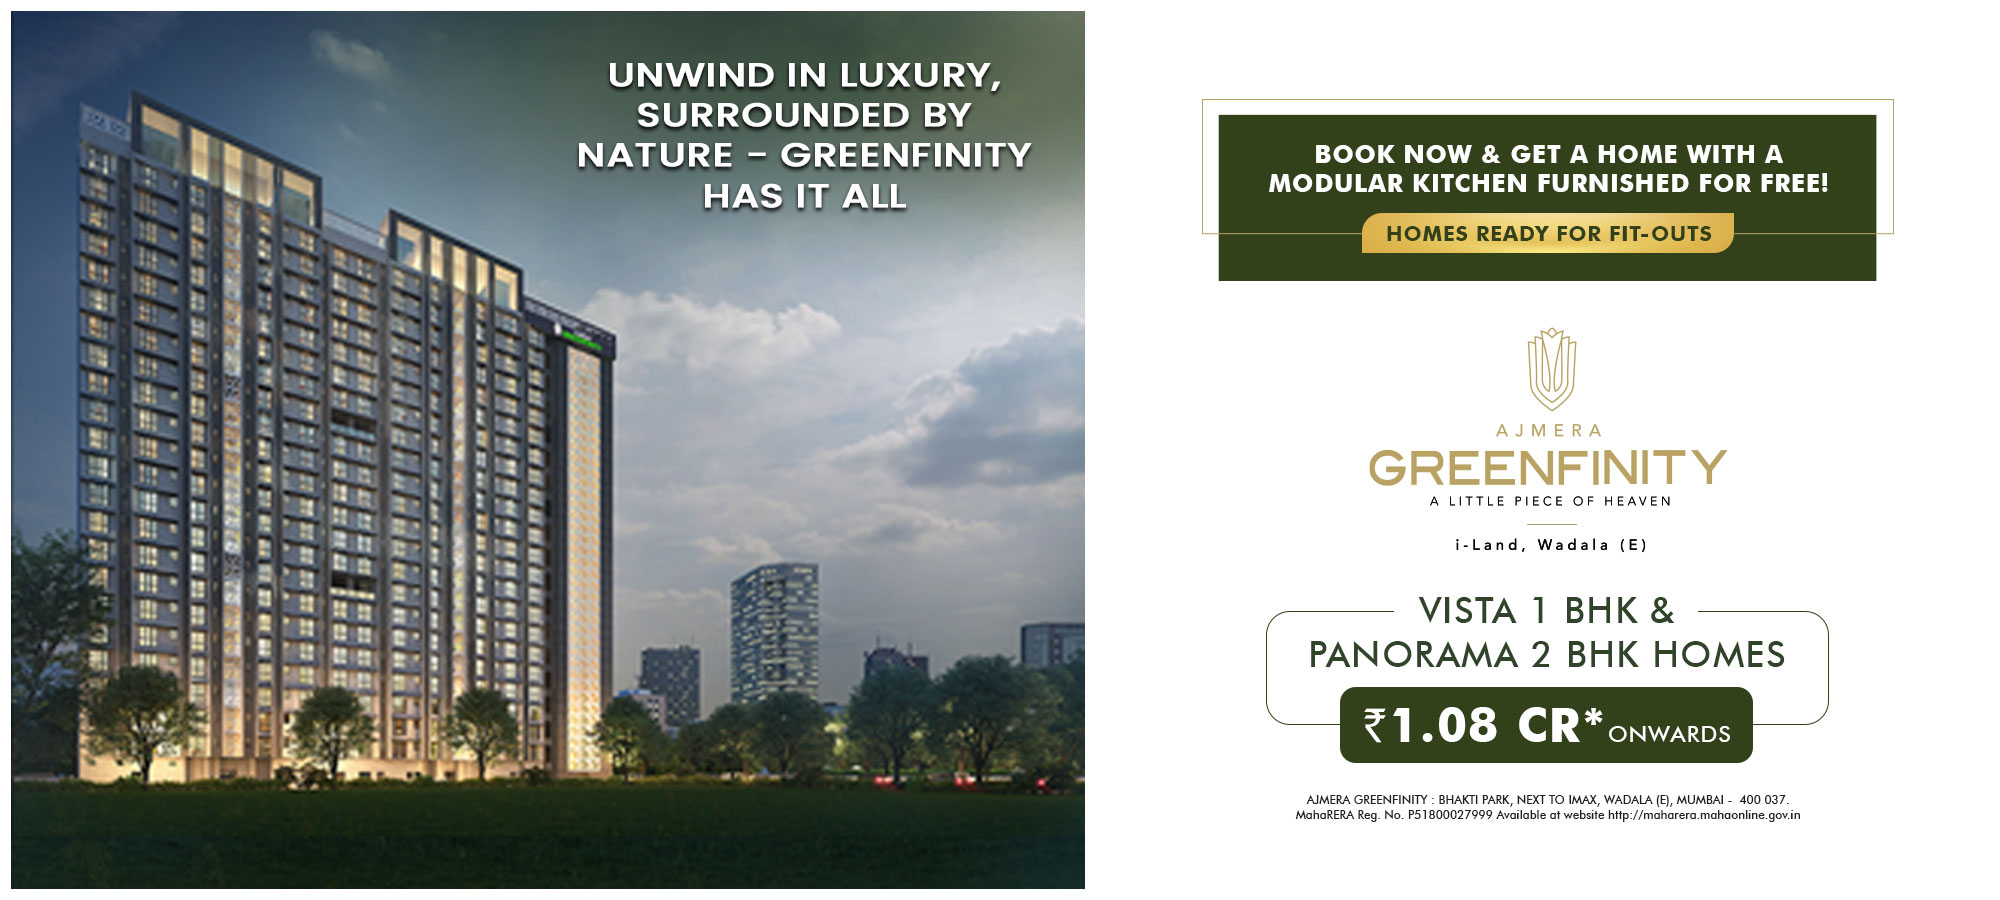 UNWIND IN LUXURY,
SURROUNDED BY
NATURE – GREENFINITY
HAS IT ALL
BOOK NOW & GET A HOME WITH A
MODULAR KITCHEN FURNISHED FOR FREE!
HOMES READY FOR FIT-OUTS
AJMERA
GREENFINITY
A LITTLE PIECE OF HEAVEN
i-Land, Wadala (E)
VISTA 1 BHK &
PANORAMA 2 BHK HOMES
₹1.08 CR* ONWARDS
AJMERA GREENFINITY : BHAKTI PARK, NEXT TO IMAX, WADALA (E), MUMBAI - 400 037.
MahaRERA Reg. No. P51800027999 Available at website http://maharera.mahaonline.gov.in